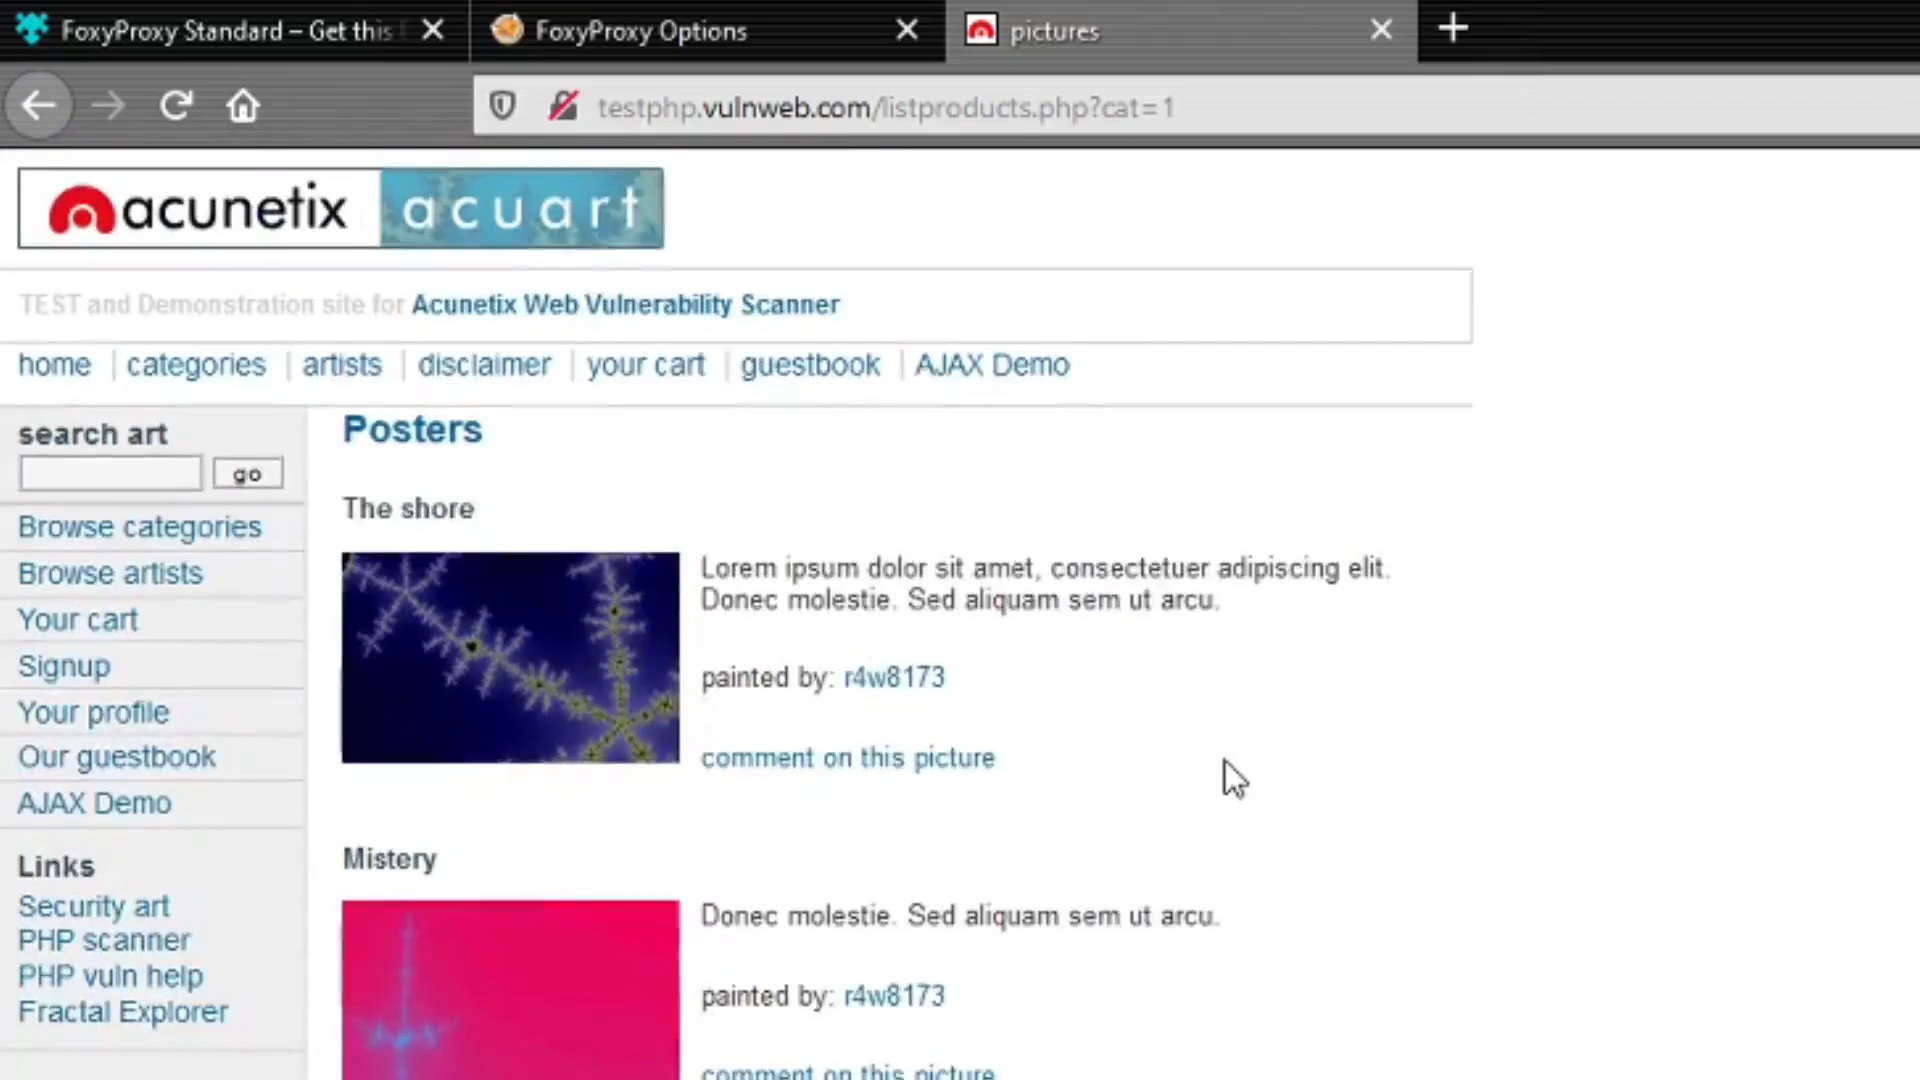 FoxyProxy Standard – Get this
FoxyProxy Options
pictures
testphp.vulnweb.com/listproducts.php?cat=1
acunetix acuart
TEST and Demonstration site for Acunetix Web Vulnerability Scanner
home categories artists disclaimer your cart guestbook AJAX Demo
search art
go
Browse categories
Browse artists
Your cart
Signup
Your profile
Our guestbook
AJAX Demo
Links
Security art
PHP scanner
PHP vuln help
Fractal Explorer
Posters
The shore
Lorem ipsum dolor sit amet, consectetuer adipiscing elit.
Donec molestie. Sed aliquam sem ut arcu.
painted by: r4w8173
comment on this picture
Mistery
Donec molestie. Sed aliquam sem ut arcu.
painted by: r4w8173
comment on this picture